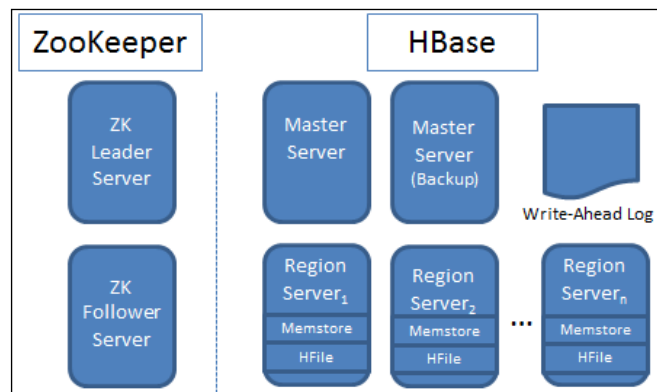 ZooKeeper
HBase
ZK
Leader
Server
Master
Server
Master
Server
(Backup)
Write-Ahead Log
ZK
Follower
Server
Region
Server₁
Memstore
HFile
Region
Server₂
Memstore
HFile
...
Region
Serverₙ
Memstore
HFile